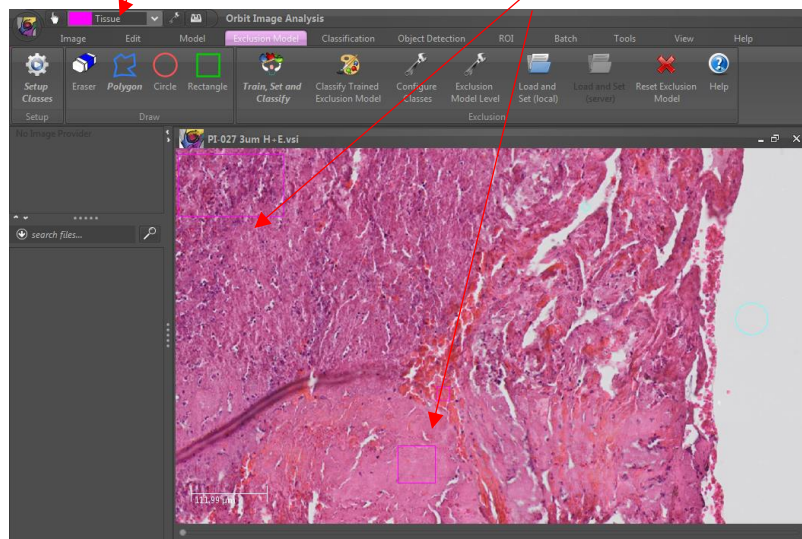 Tissue
Orbit Image Analysis
Image Edit Model Exclusion Model Classification Object Detection ROI Batch Tools View Help
Setup Classes
Eraser Polygon Circle Rectangle
Train, Set and Classify
Classify Trained Exclusion Model
Configure Classes
Exclusion Model Level
Load and Set (local)
Load and Set (server)
Reset Exclusion Model
Help
Setup Draw Exclusion
No Image Provider
PI-027 3um H-E.vsi
search files...
111.99